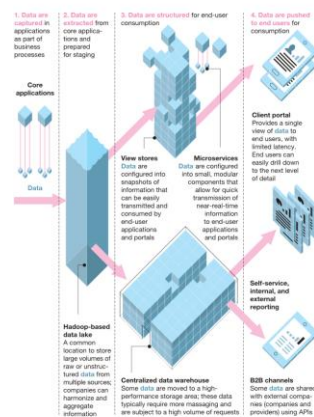 1. Data are
captured in
applications
as part of
business
processes
2. Data are
extracted from
core applica-
tions and
prepared
for staging
3. Data are structured for end-user
consumption
4. Data are pushed
to end users for
consumption
Core
applications
Data
View stores
Data are
configured into
snapshots of
information that
can be easily
transmitted and
consumed by
end-user
applications
and portals
Microservices
Data are configured
into small, modular
components that
allow for quick
transmission of
near-real-time
information
to end-user
applications
and portals
Client portal
Provides a single
view of data to
end users, with
limited latency.
End users can
easily drill down
to the next level
of detail
Hadoop-based
data lake
A common
location to store
large volumes of
raw or unstruc-
tured data from
multiple sources;
companies can
harmonize and
aggregate
information
Centralized data warehouse
Some data are moved to a high-
performance storage area; these data
typically require more massaging and
are subject to a high volume of requests
Self-service,
internal, and
external
reporting
B2B channels
Some data are shared
with external compa-
nies (companies and
providers) using APIs